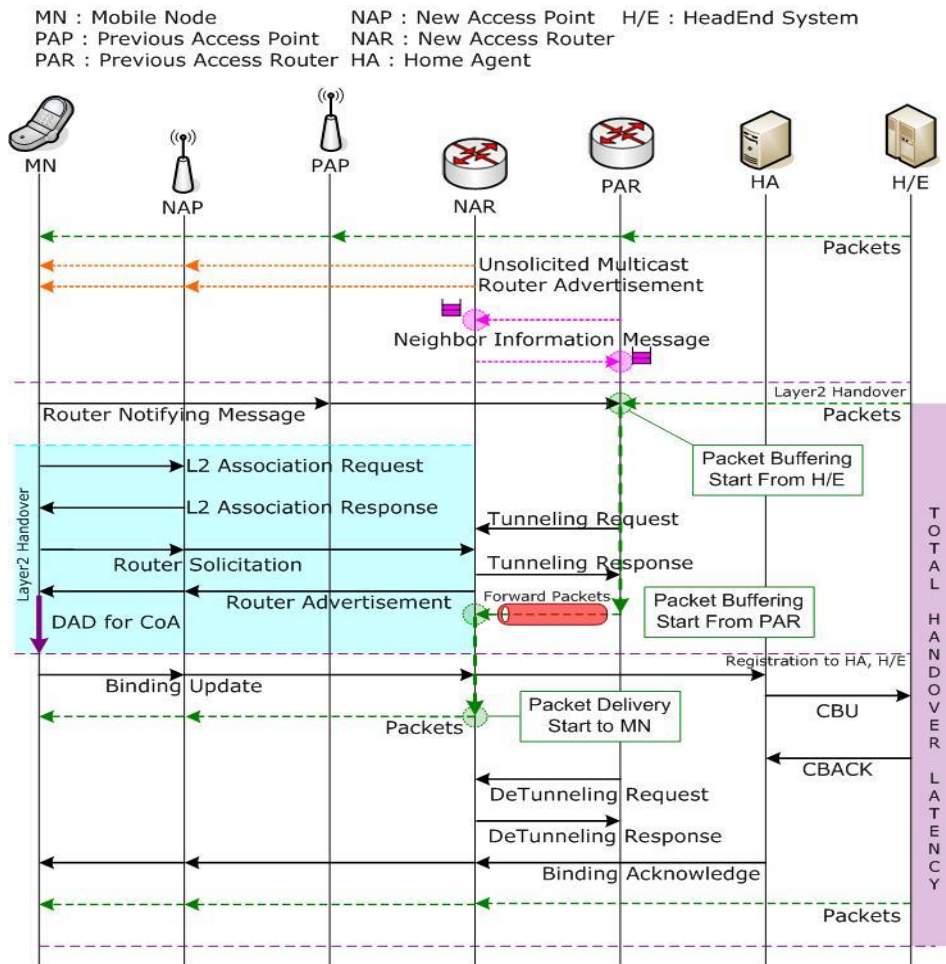 MN : Mobile Node NAP : New Access Point H/E : HeadEnd System
PAP : Previous Access Point NAR : New Access Router
PAR : Previous Access Router HA : Home Agent
MN
NAP
PAP
NAR
PAR
HA
H/E
Packets
Unsolicited Multicast
Router Advertisement
Neighbor Information Message
Layer2 Handover
Router Notifying Message
Packets
Packet Buffering
Start From H/E
L2 Association Request
L2 Association Response
Tunneling Request
Router Solicitation
Tunneling Response
Router Advertisement
Forward Packets
Packet Buffering
Start From PAR
DAD for CoA
Layer2 Handover
Registration to HA, H/E
Binding Update
CBU
Packet Delivery
Start to MN
Packets
CBACK
DeTunneling Request
DeTunneling Response
Binding Acknowledge
Packets
TOTAL HANDOVER LATENCY